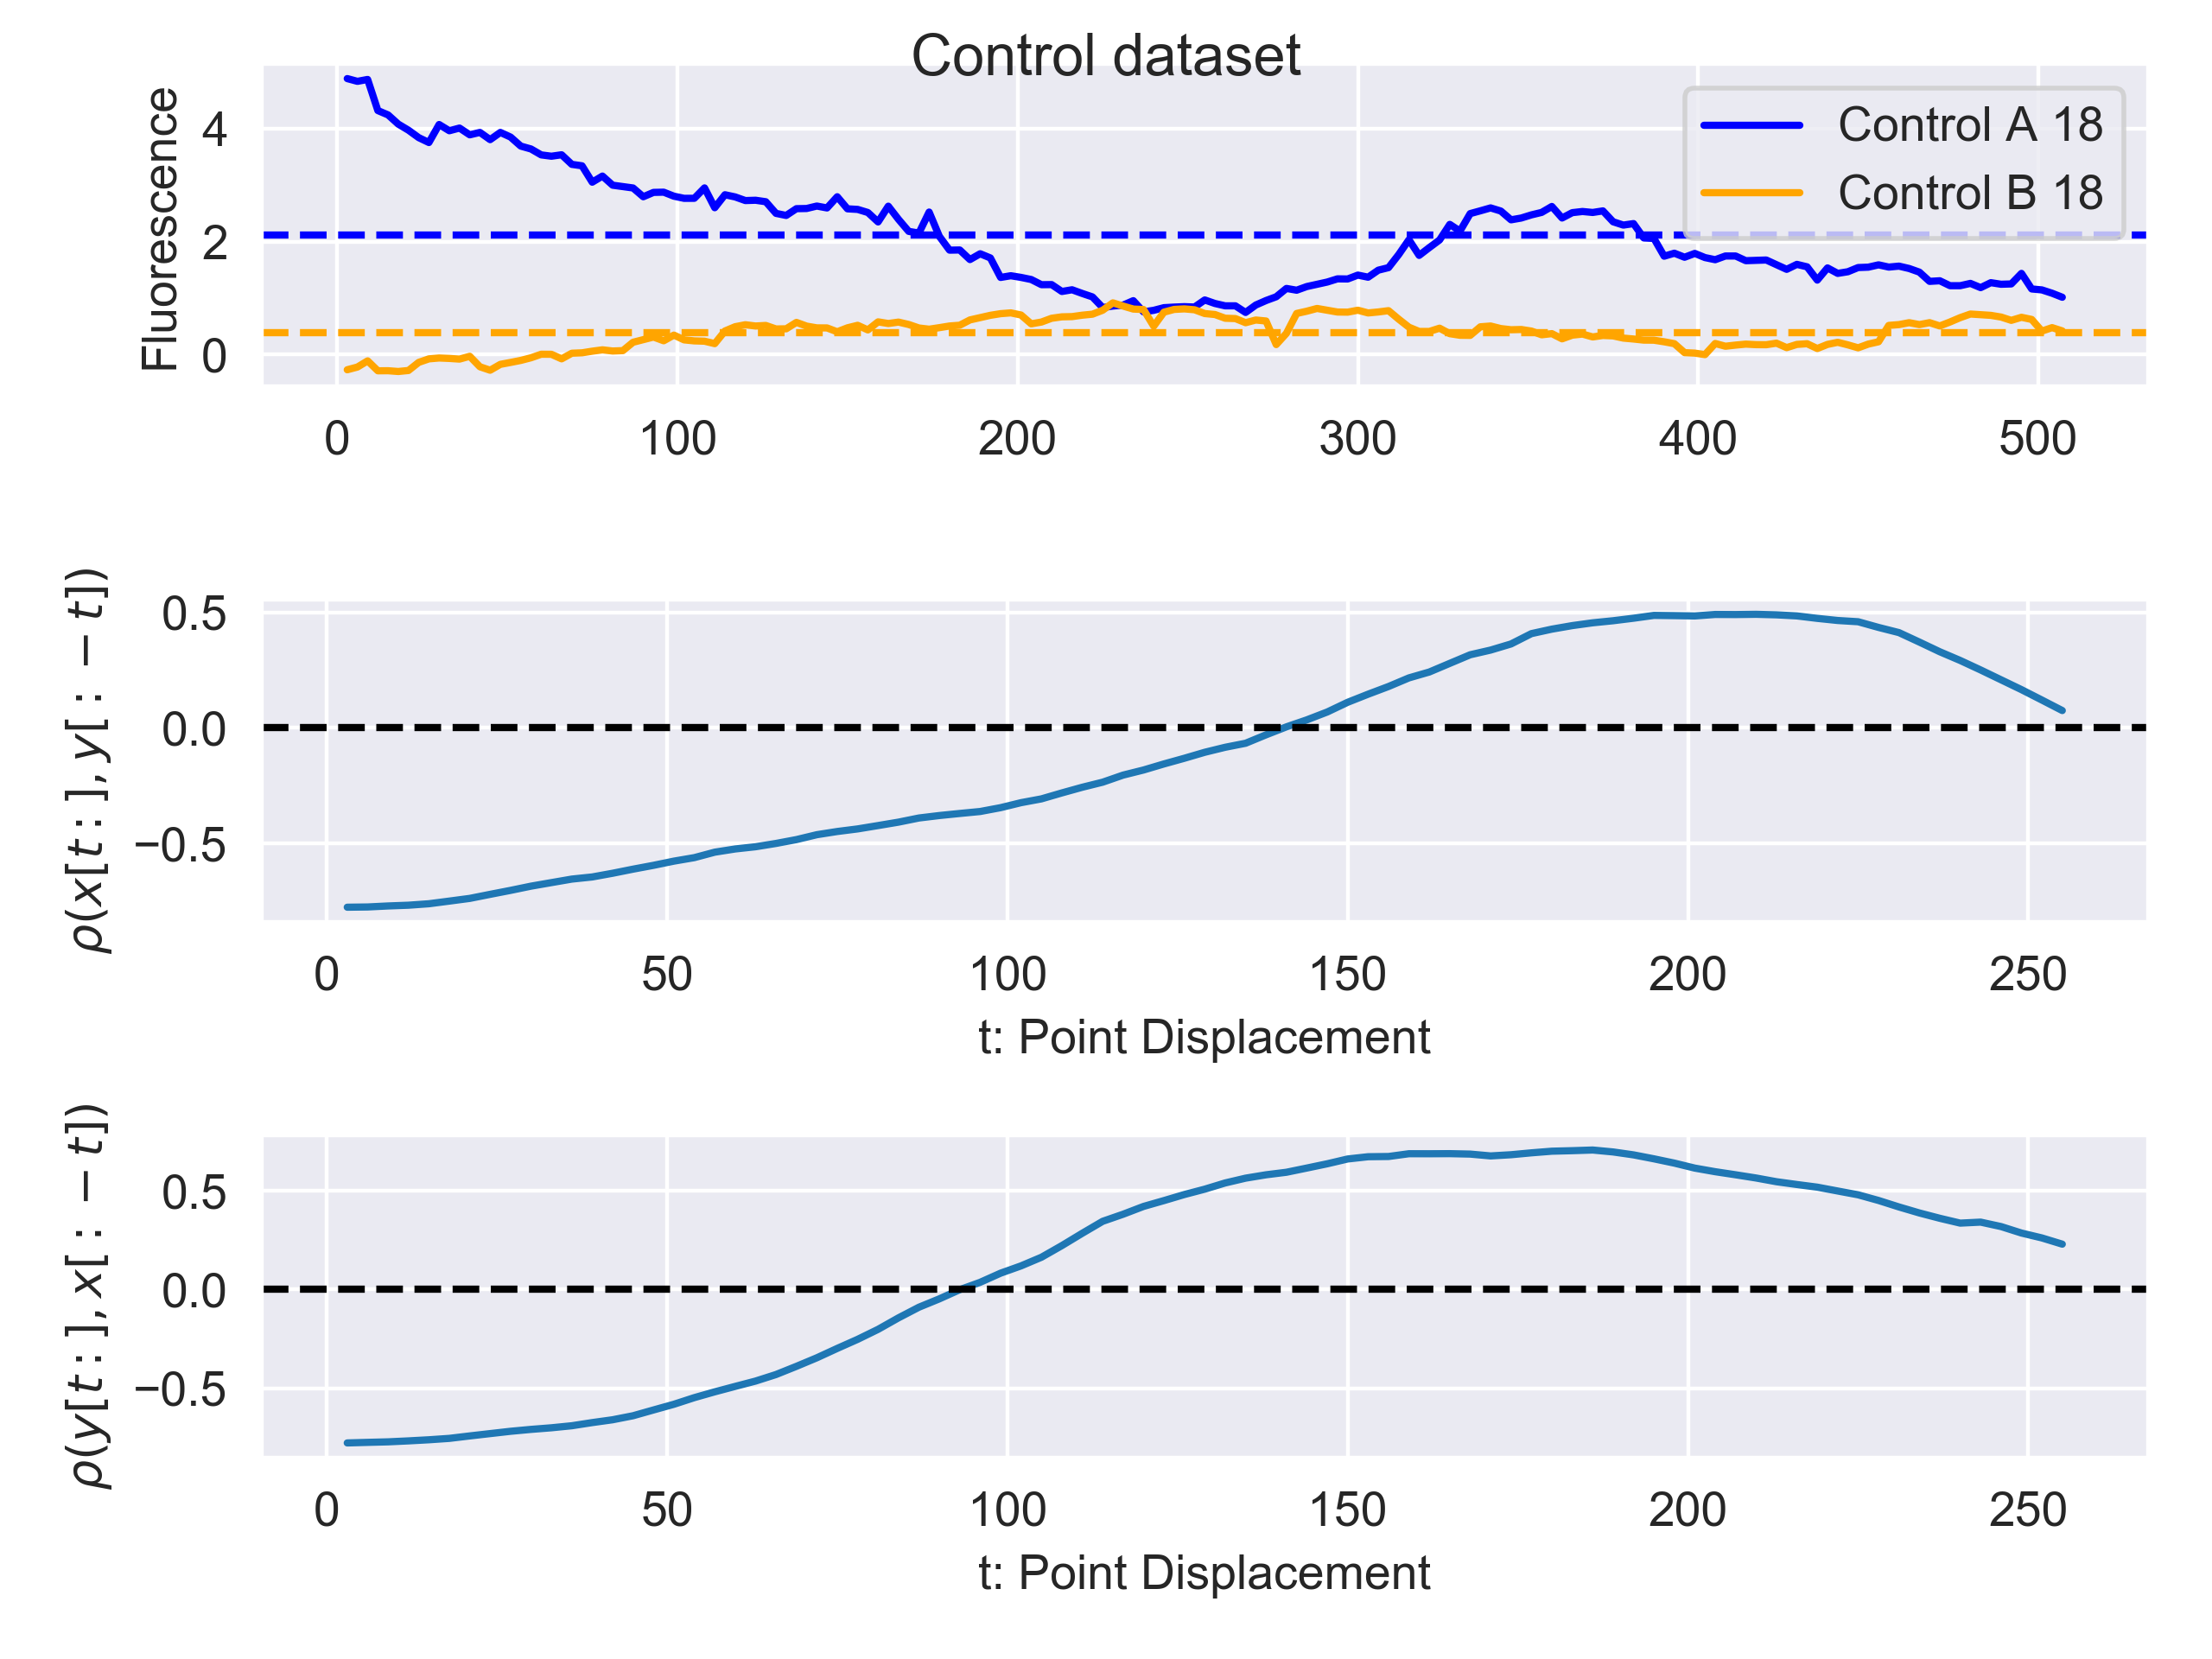 Control dataset
Fluorescence
4
2
0
Control A 18
Control B 18
0 100 200 300 400 500
ρ(x[t:], y[:−t])
0.5
0.0
−0.5
0 50 100 150 200 250
t: Point Displacement
ρ(y[t:], x[:−t])
0.5
0.0
−0.5
0 50 100 150 200 250
t: Point Displacement